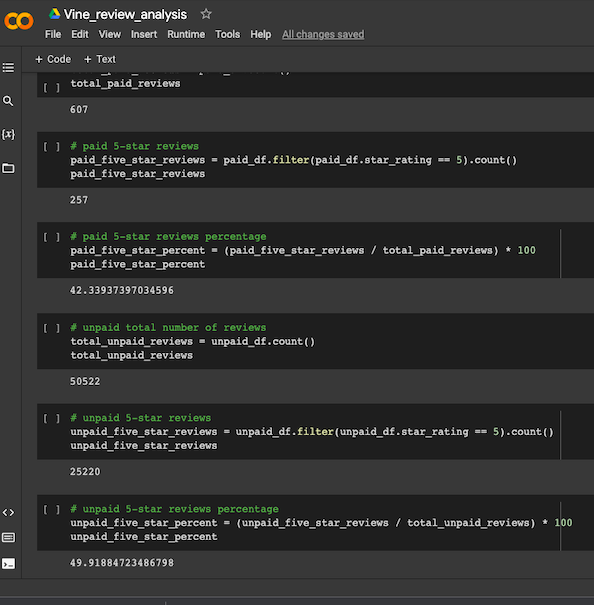 Vine_review_analysis
File Edit View Insert Runtime Tools Help All changes saved
+ Code + Text
[ ] total_paid_reviews
607
[ ] # paid 5-star reviews
paid_five_star_reviews = paid_df.filter(paid_df.star_rating == 5).count()
paid_five_star_reviews
257
[ ] # paid 5-star reviews percentage
paid_five_star_percent = (paid_five_star_reviews / total_paid_reviews) * 100
paid_five_star_percent
42.33937397034596
[ ] # unpaid total number of reviews
total_unpaid_reviews = unpaid_df.count()
total_unpaid_reviews
50522
[ ] # unpaid 5-star reviews
unpaid_five_star_reviews = unpaid_df.filter(unpaid_df.star_rating == 5).count()
unpaid_five_star_reviews
25220
[ ] # unpaid 5-star reviews percentage
unpaid_five_star_percent = (unpaid_five_star_reviews / total_unpaid_reviews) * 100
unpaid_five_star_percent
49.91884723486798